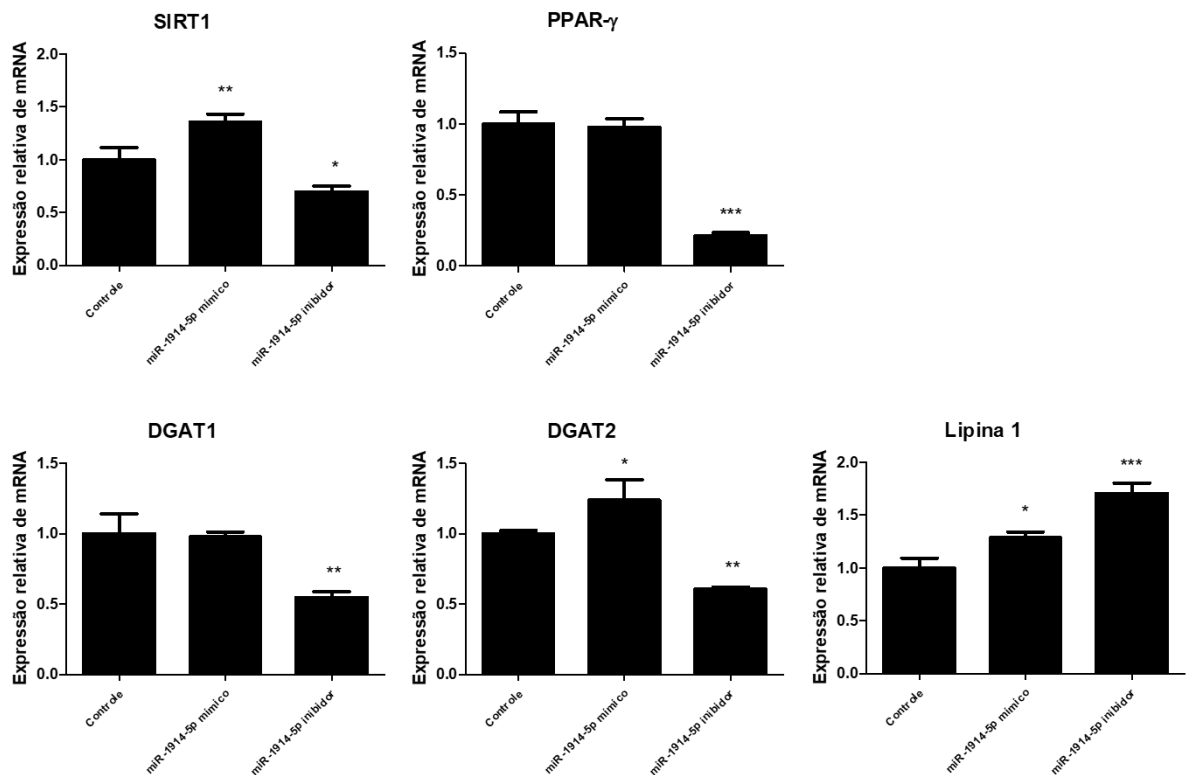 SIRT1
Expressão relativa de mRNA
2.0
1.5
1.0
0.5
0.0
**
*
Controle
miR-1914-5p mímico
miR-1914-5p inibidor
PPAR-γ
Expressão relativa de mRNA
1.5
1.0
0.5
0.0
***
Controle
miR-1914-5p mímico
miR-1914-5p inibidor
DGAT1
Expressão relativa de mRNA
1.5
1.0
0.5
0.0
**
Controle
miR-1914-5p mímico
miR-1914-5p inibidor
DGAT2
Expressão relativa de mRNA
1.5
1.0
0.5
0.0
*
**
Controle
miR-1914-5p mímico
miR-1914-5p inibidor
Lipina 1
Expressão relativa de mRNA
2.0
1.5
1.0
0.5
0.0
*
***
Controle
miR-1914-5p mímico
miR-1914-5p inibidor